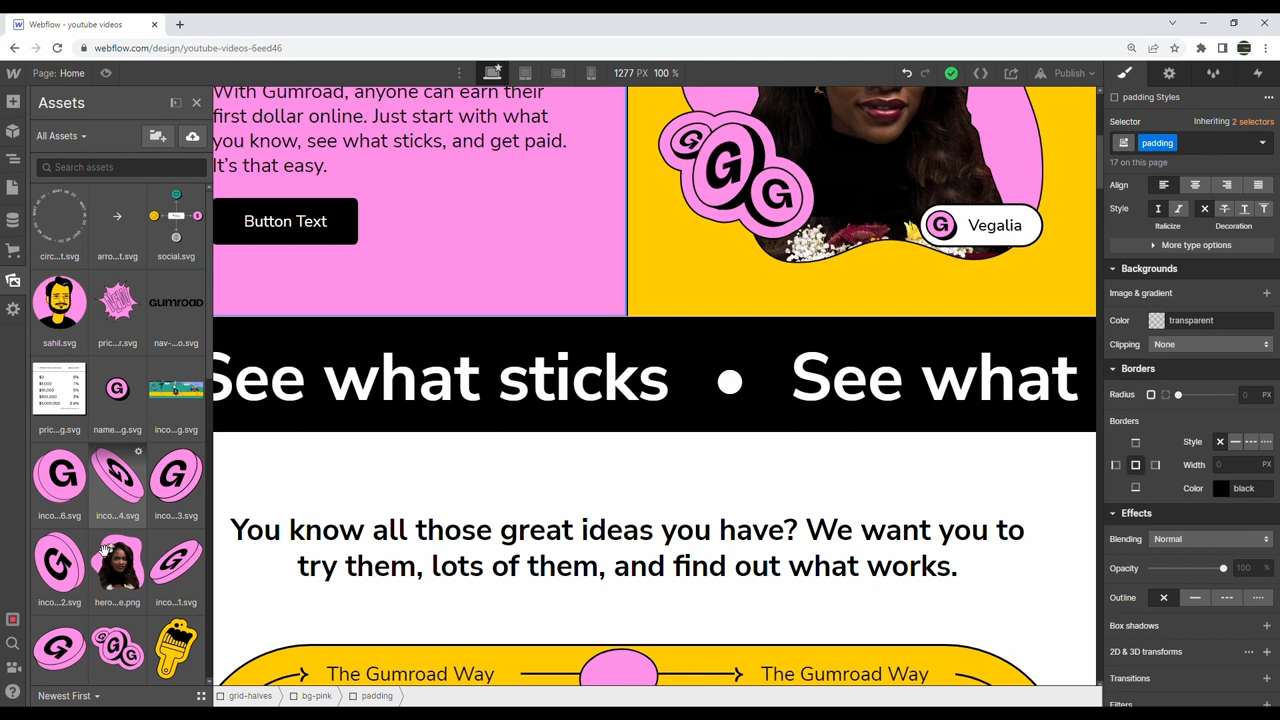 Webflow - youtube videos
webflow.com/design/youtube-videos-6eed46
Page: Home
1277 PX 100 %
Publish
Assets
All Assets
Search assets
circ...t.svg
arro...t.svg
social.svg
sahil.svg
pric...r.svg
GUMROAD
nav-...o.svg
pric...g.svg
name...g.svg
inco...g.svg
inco...6.svg
inco...4.svg
inco...3.svg
inco...2.svg
hero...e.png
inco...1.svg
Newest First
With Gumroad, anyone can earn their
first dollar online. Just start with what
you know, see what sticks, and get paid.
It's that easy.
Button Text
G
G
G
G
Vegalia
See what sticks • See what
You know all those great ideas you have? We want you to
try them, lots of them, and find out what works.
The Gumroad Way
The Gumroad Way
grid-halves
bg-pink
padding
padding Styles
Selector
Inheriting 2 selectors
padding
17 on this page
Align
Style
Italicize
Decoration
More type options
Backgrounds
Image & gradient
Color
transparent
Clipping
None
Borders
Radius
0 PX
Borders
Style
Width
0 PX
Color
black
Effects
Blending
Normal
Opacity
100 %
Outline
Box shadows
2D & 3D transforms
Transitions
Filters